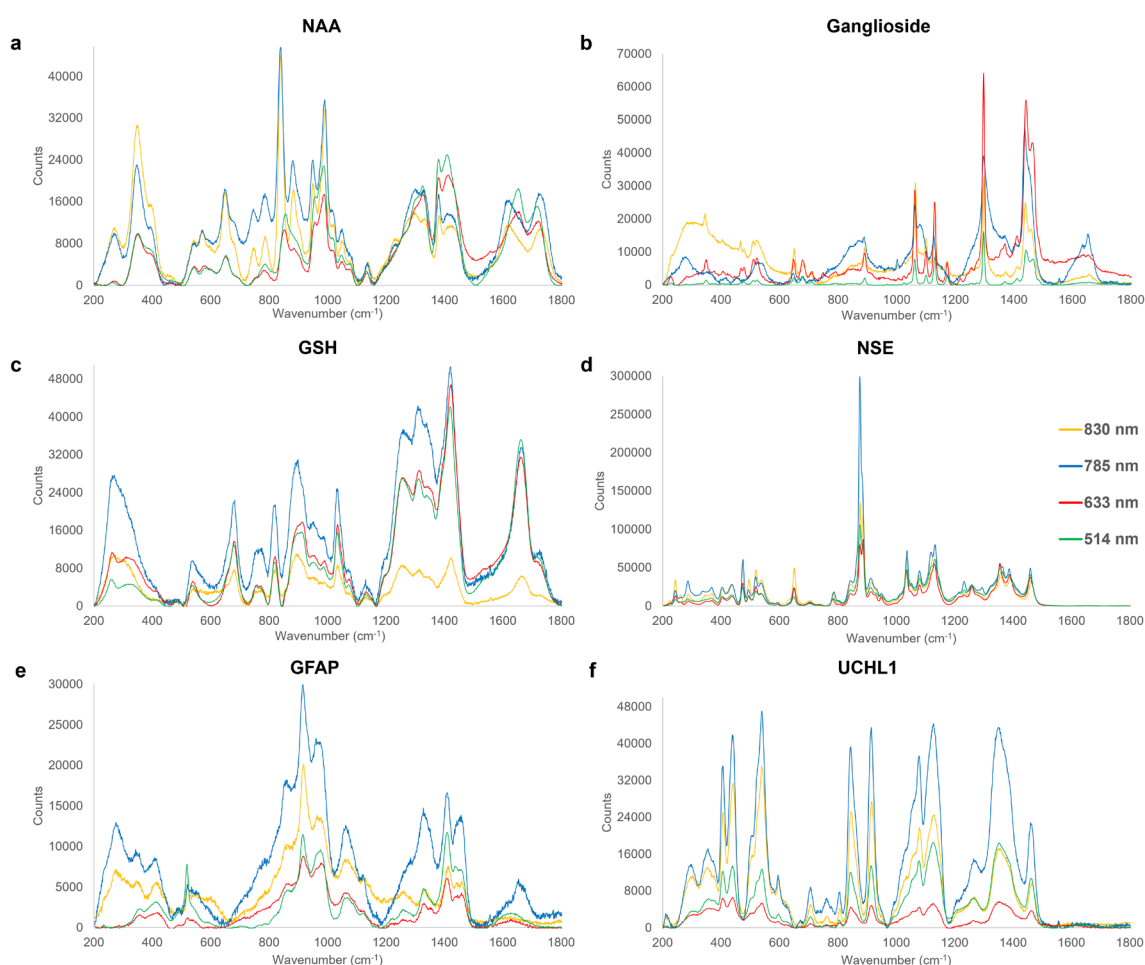 NAA
Ganglioside
a
b
40000
32000
24000
16000
8000
0
Counts
200 400 600 800 1000 1200 1400 1600 1800
Wavenumber (cm⁻¹)
70000
60000
50000
40000
30000
20000
10000
0
Counts
200 400 600 800 1000 1200 1400 1600 1800
Wavenumber (cm⁻¹)
GSH
NSE
c
d
48000
40000
32000
24000
16000
8000
0
Counts
200 400 600 800 1000 1200 1400 1600 1800
Wavenumber (cm⁻¹)
300000
250000
200000
150000
100000
50000
0
Counts
200 400 600 800 1000 1200 1400 1600 1800
Wavenumber (cm⁻¹)
830 nm
785 nm
633 nm
514 nm
GFAP
UCHL1
e
f
30000
25000
20000
15000
10000
5000
0
Counts
200 400 600 800 1000 1200 1400 1600 1800
Wavenumber (cm⁻¹)
48000
40000
32000
24000
16000
8000
0
Counts
200 400 600 800 1000 1200 1400 1600 1800
Wavenumber (cm⁻¹)